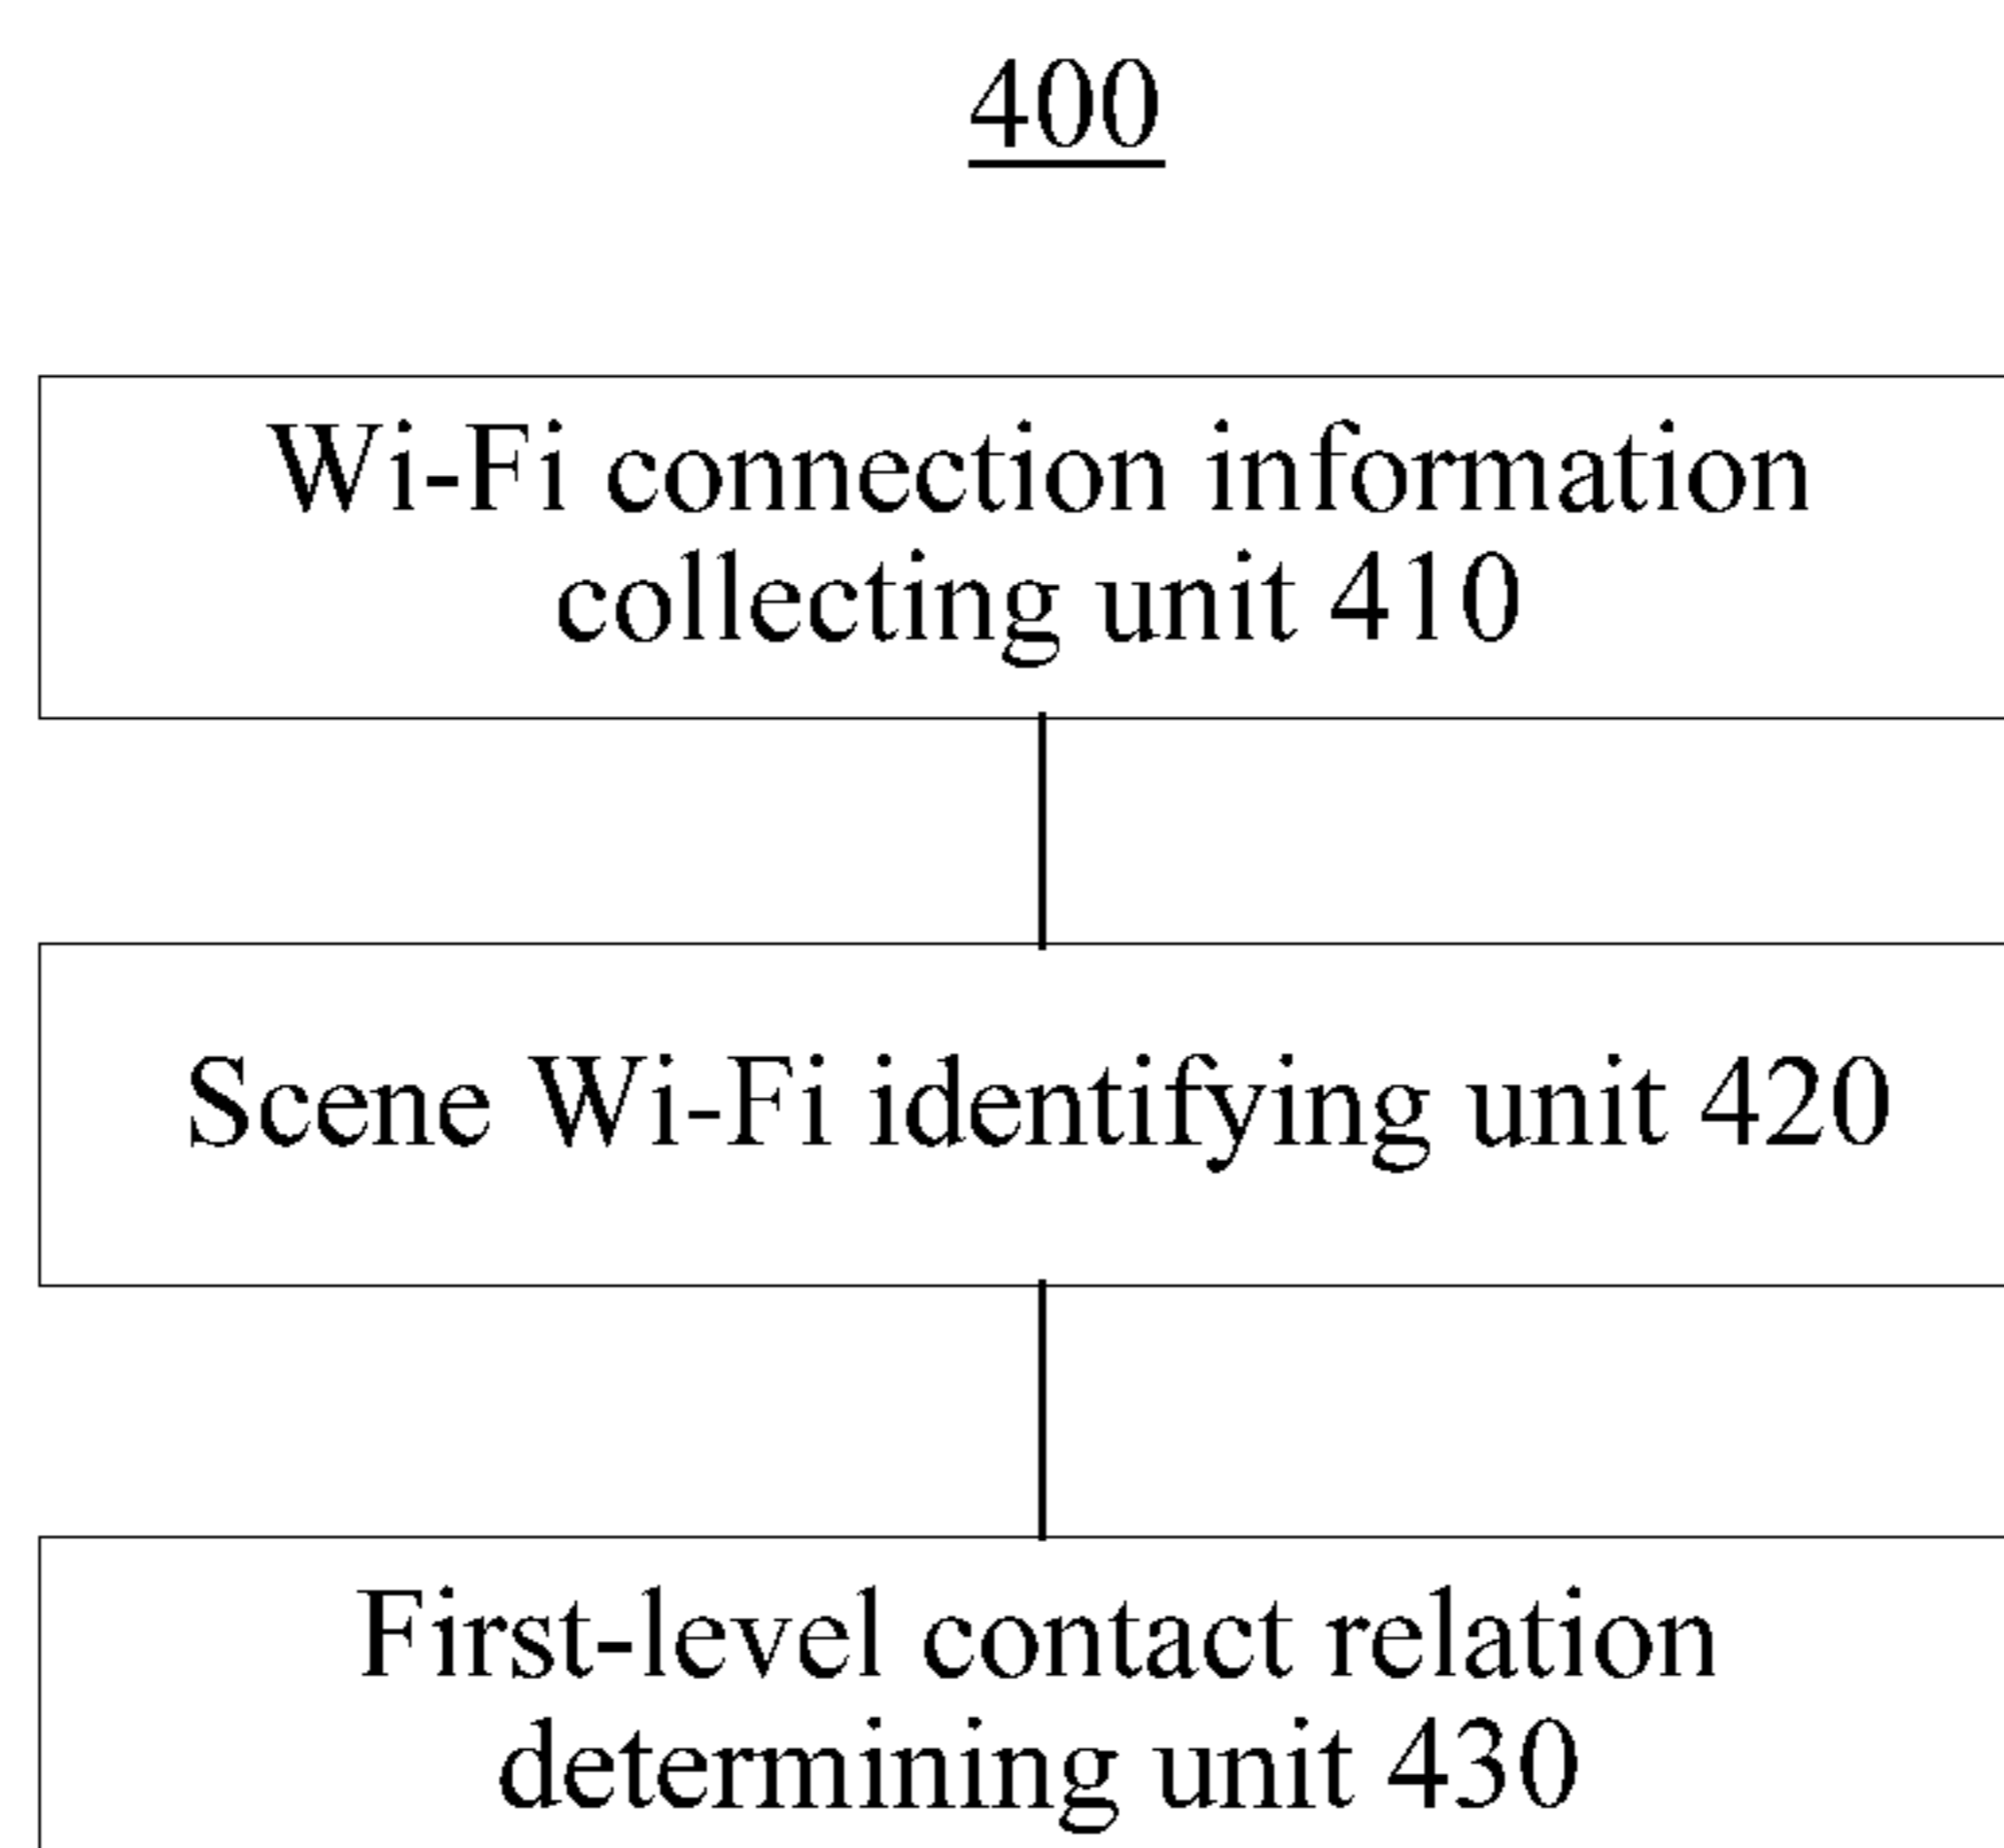 400
Wi-Fi connection information
collecting unit 410
Scene Wi-Fi identifying unit 420
First-level contact relation
determining unit 430